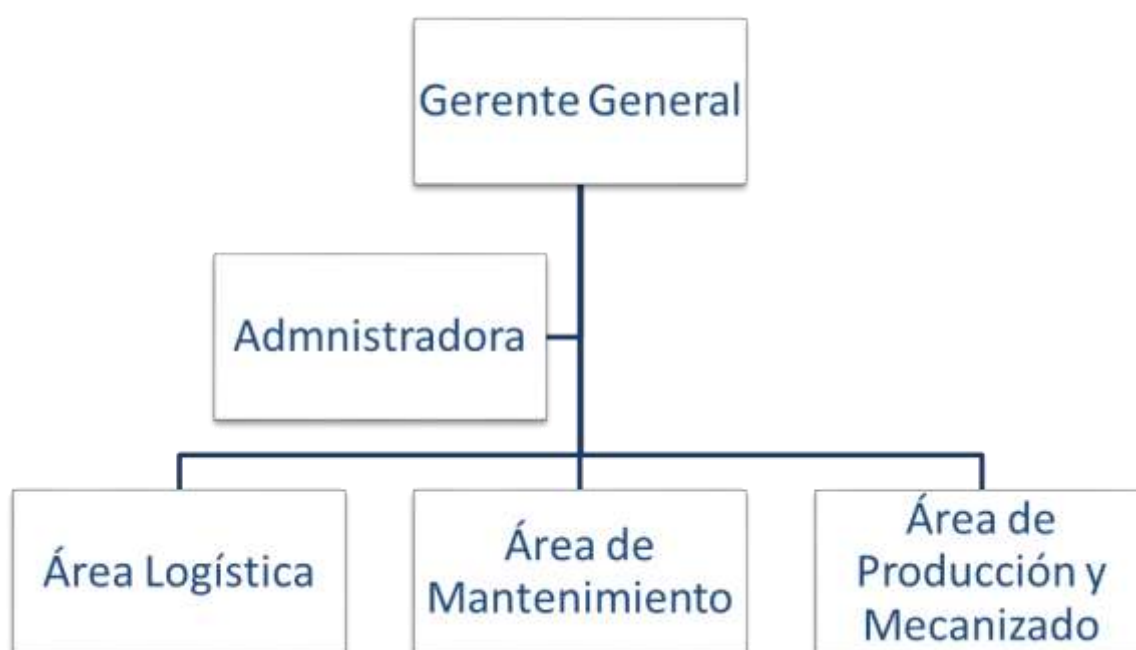 Gerente General
Admnistradora
Área Logística
Área de
Mantenimiento
Área de
Producción y
Mecanizado